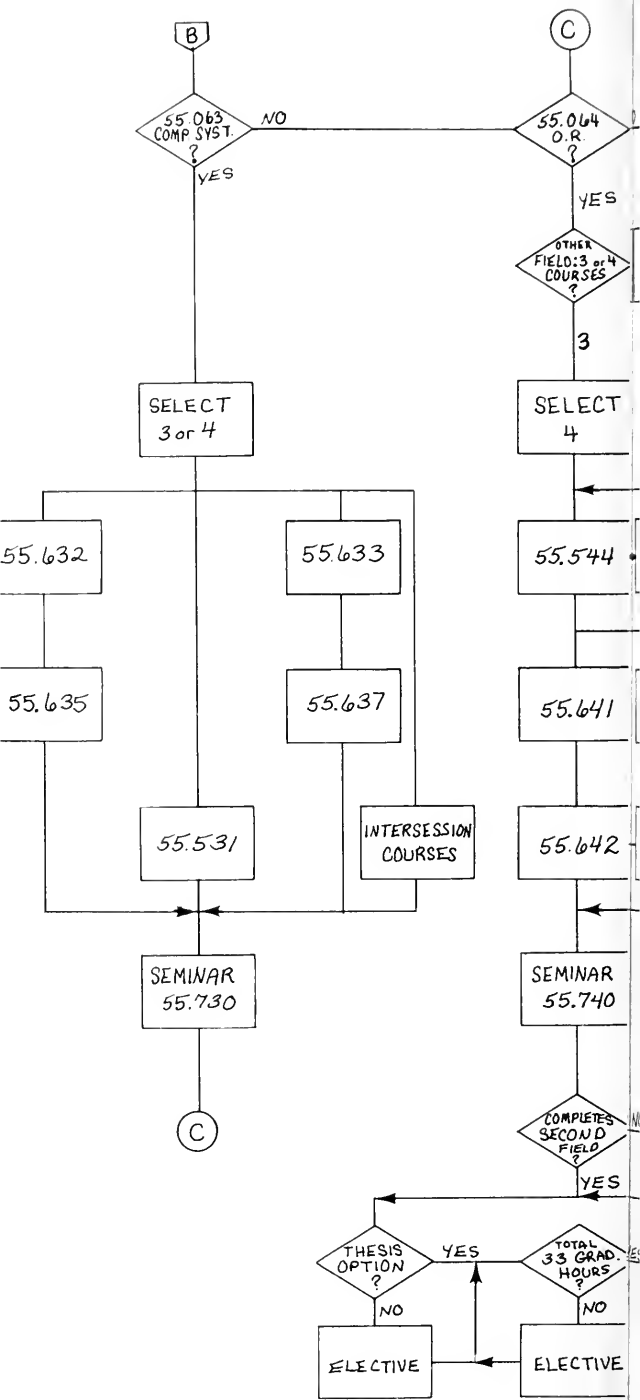 B
C
55.063
COMP SYST.
?
NO
YES
55.064
O.R.
?
YES
OTHER
FIELD: 3 or 4
COURSES
?
3
SELECT
3 or 4
SELECT
4
55.632
55.633
55.544
55.635
55.637
55.641
55.531
INTERSESSION
COURSES
55.642
SEMINAR
55.730
SEMINAR
55.740
C
COMPLETES
SECOND
FIELD
?
YES
THESIS
OPTION
?
YES
NO
TOTAL
33 GRAD.
HOURS
?
NO
ELECTIVE
ELECTIVE